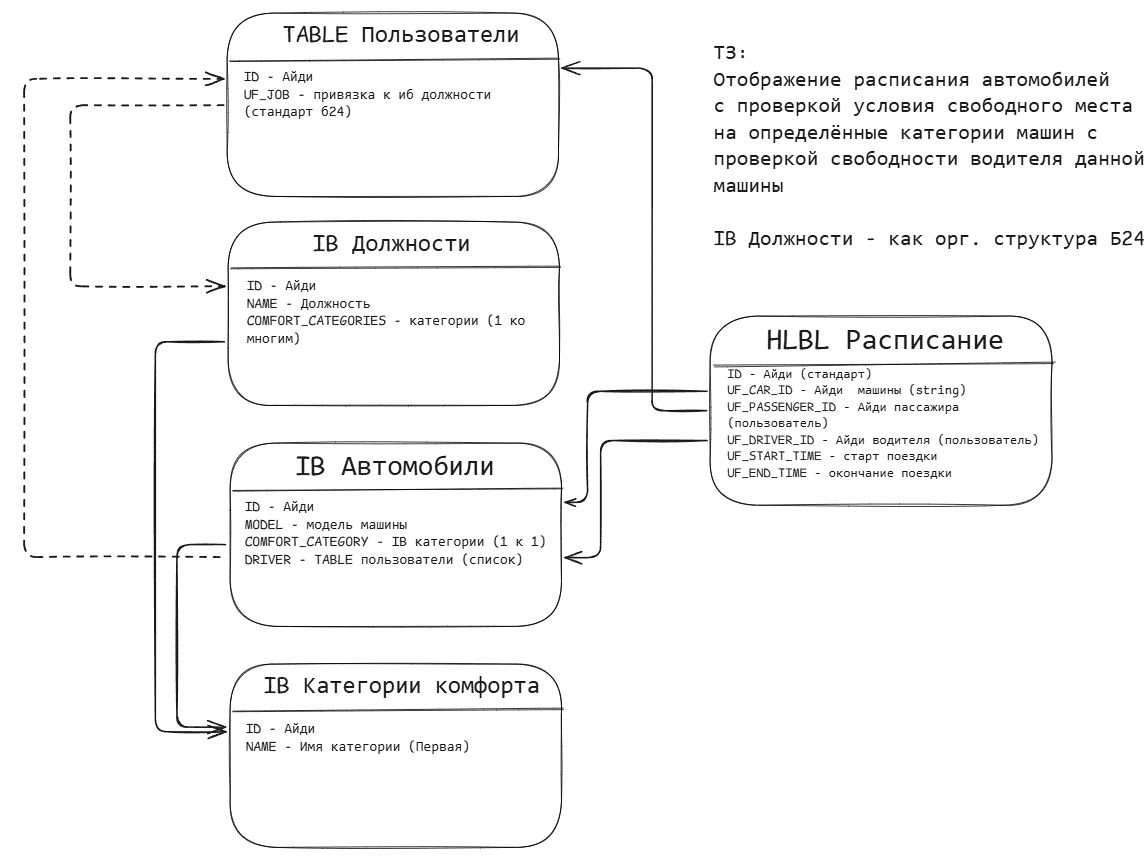 TABLE Пользователи
ID - Айди
UF_JOB - привязка к иб должности
(стандарт б24)
ТЗ:
Отображение расписания автомобилей
с проверкой условия свободного места
на определённые категории машин с
проверкой свободности водителя данной
машины
IB Должности - как орг. структура Б24
IB Должности
ID - Айди
NAME - Должность
COMFORT_CATEGORIES - категории (1 ко
многим)
HLBL Расписание
ID - Айди (стандарт)
UF_CAR_ID - Айди  машины (string)
UF_PASSENGER_ID - Айди пассажира
(пользователь)
UF_DRIVER_ID - Айди водителя (пользователь)
UF_START_TIME - старт поездки
UF_END_TIME - окончание поездки
IB Автомобили
ID - Айди
MODEL - модель машины
COMFORT_CATEGORY - IB категории (1 к 1)
DRIVER - TABLE пользователи (список)
IB Категории комфорта
ID - Айди
NAME - Имя категории (Первая)